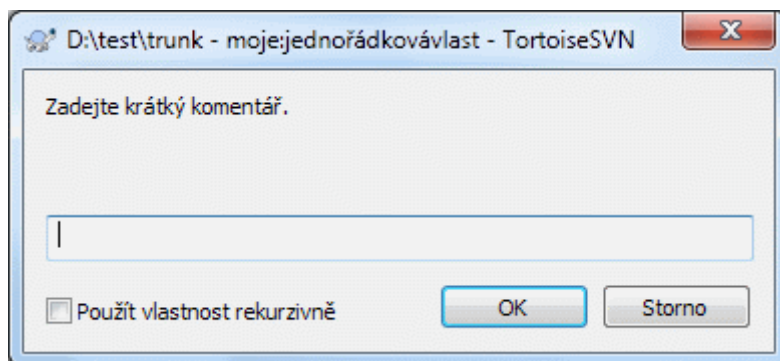 D:\test\trunk - moje:jednořádkovávlast - TortoiseSVN
Zadejte krátký komentář.
Použít vlastnost rekurzivně
OK
Storno